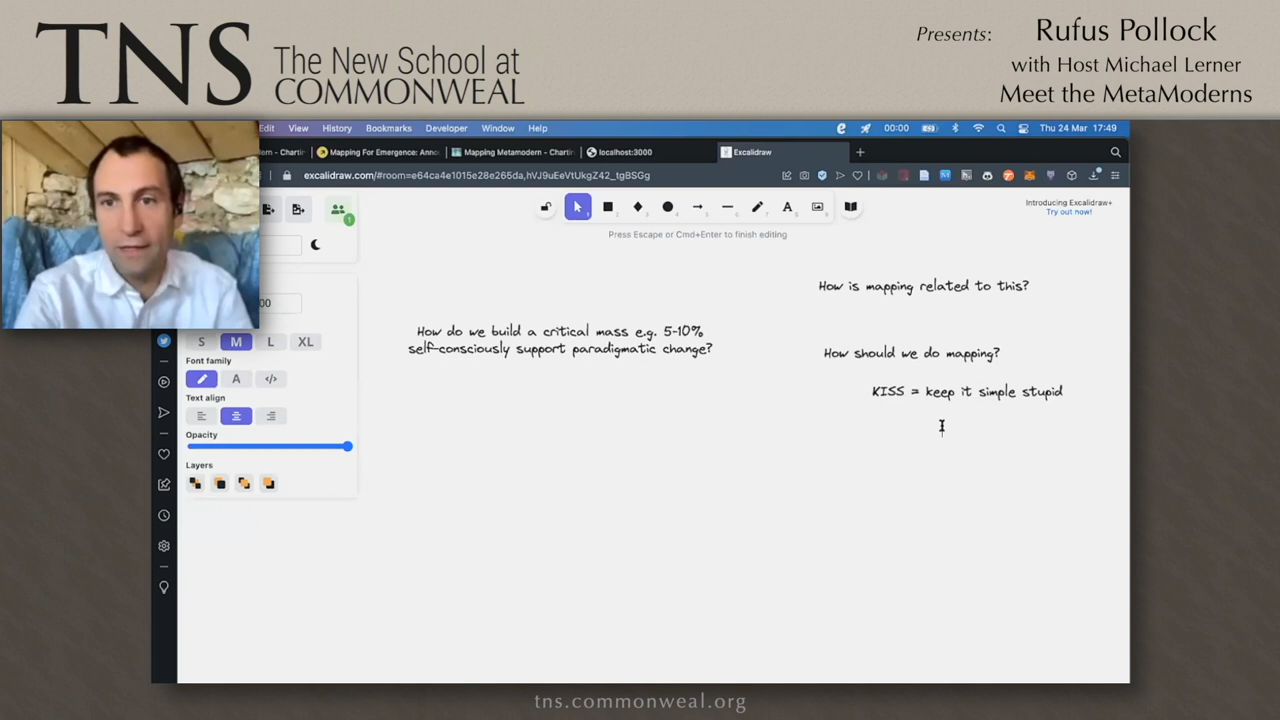 TNS
The New School at
COMMONWEAL
Presents: Rufus Pollock
with Host Michael Lerner
Meet the MetaModerns
Edit View History Bookmarks Developer Window Help
00:00
Thu 24 Mar 17:49
Mapping For Emergence:
Mapping Metamodern - Chartin
localhost:3000
Excalidraw
excalidraw.com/#room=e64ca4e1015e28e265da,hVJ9uEeVtUkgZ42_tgBSGg
Press Escape or Cmd+Enter to finish editing
Introducing Excalidraw+
Try out now!
How is mapping related to this?
00
How do we build a critical mass e.g. 5-10%
self-consciously support paradigmatic change?
S M L XL
How should we do mapping?
Font family
A </>
KISS = keep it simple stupid
Text align
Opacity
Layers
tns.commonweal.org